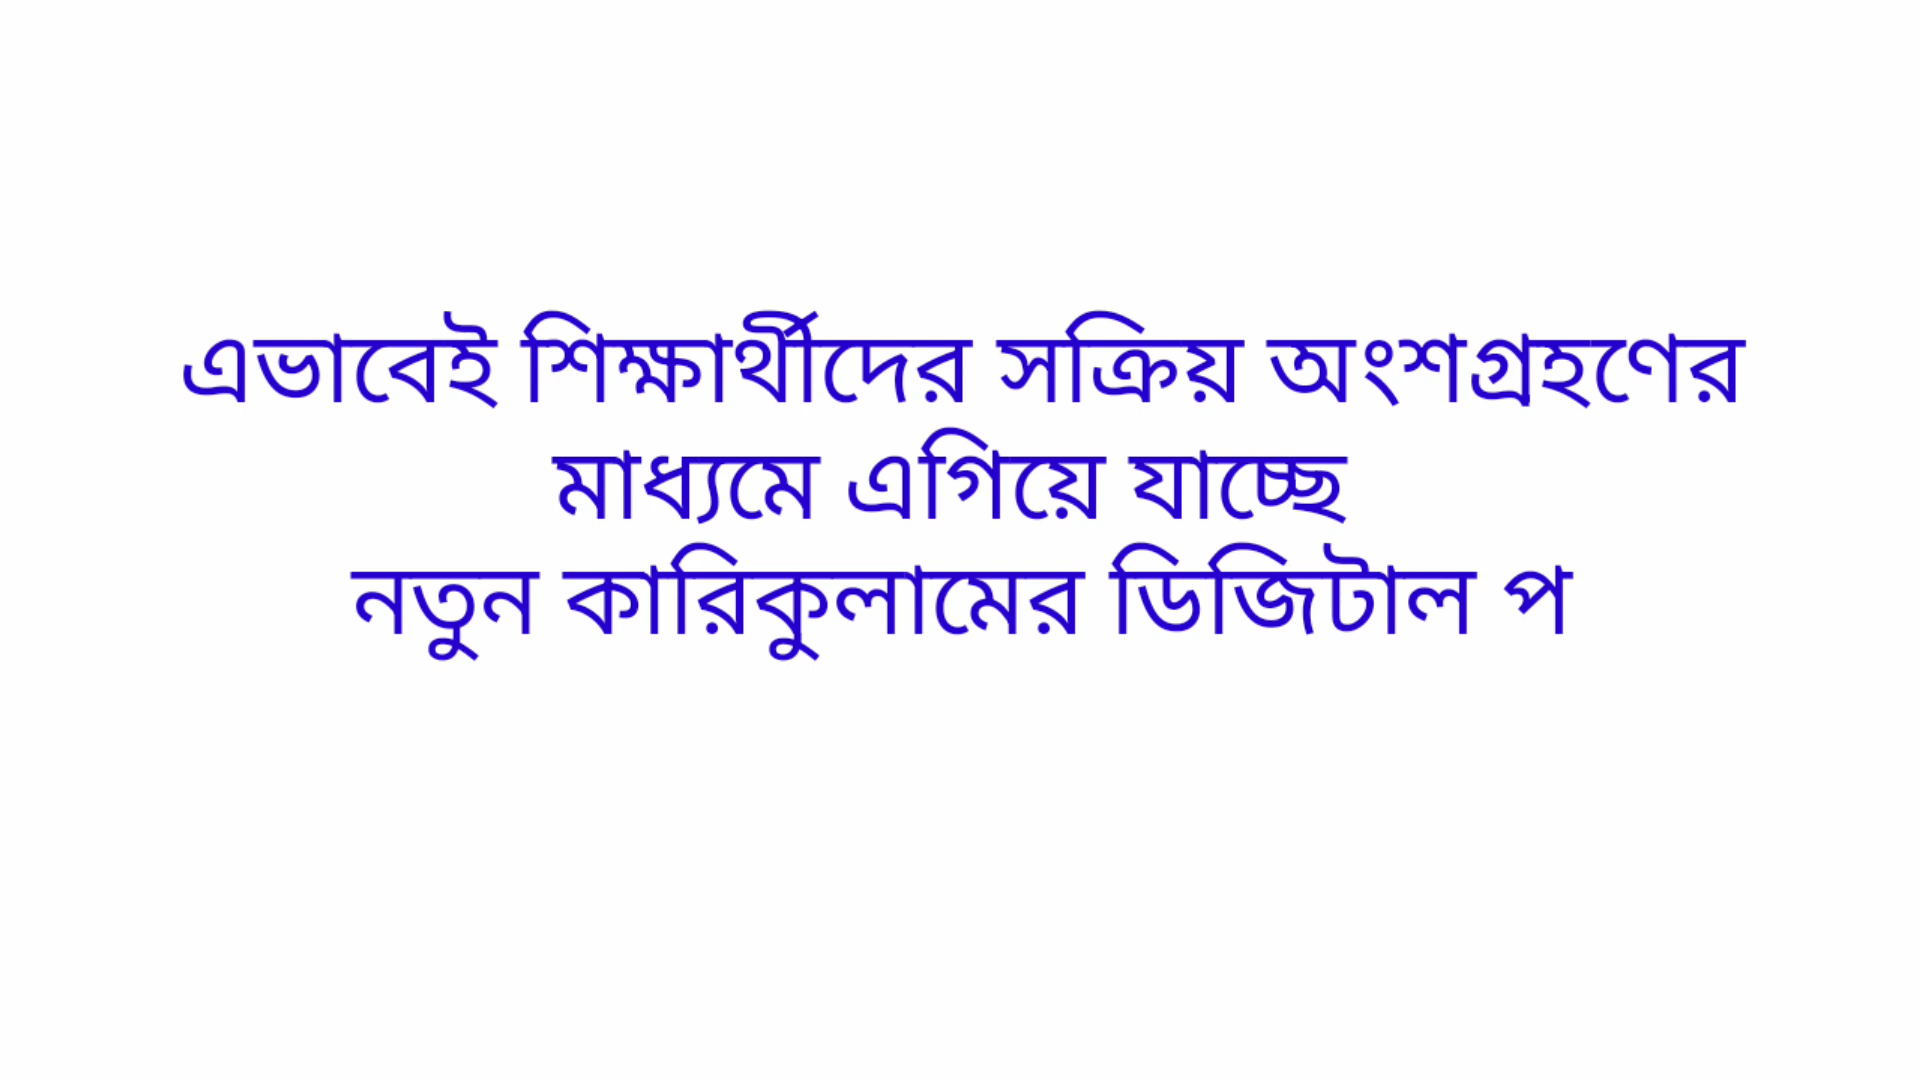 এভাবেই শিক্ষার্থীদের সক্রিয় অংশগ্রহণের
মাধ্যমে এগিয়ে যাচ্ছে
নতুন কারিকুলামের ডিজিটাল প